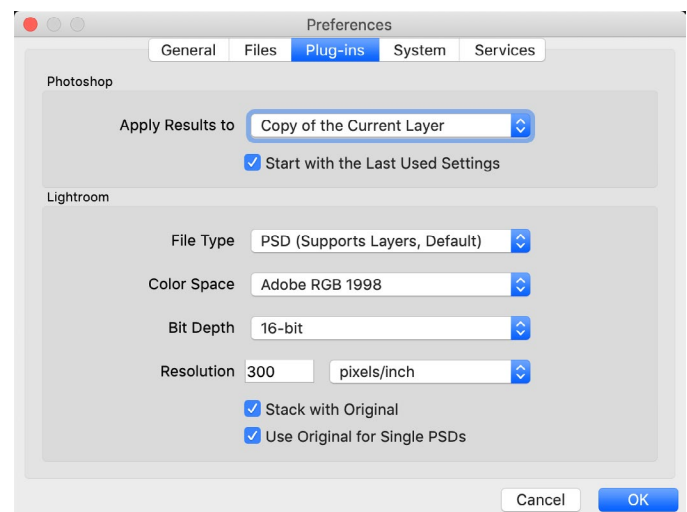 Preferences
General Files Plug-ins System Services
Photoshop
Apply Results to Copy of the Current Layer
Start with the Last Used Settings
Lightroom
File Type PSD (Supports Layers, Default)
Color Space Adobe RGB 1998
Bit Depth 16-bit
Resolution 300 pixels/inch
Stack with Original
Use Original for Single PSDs
Cancel OK